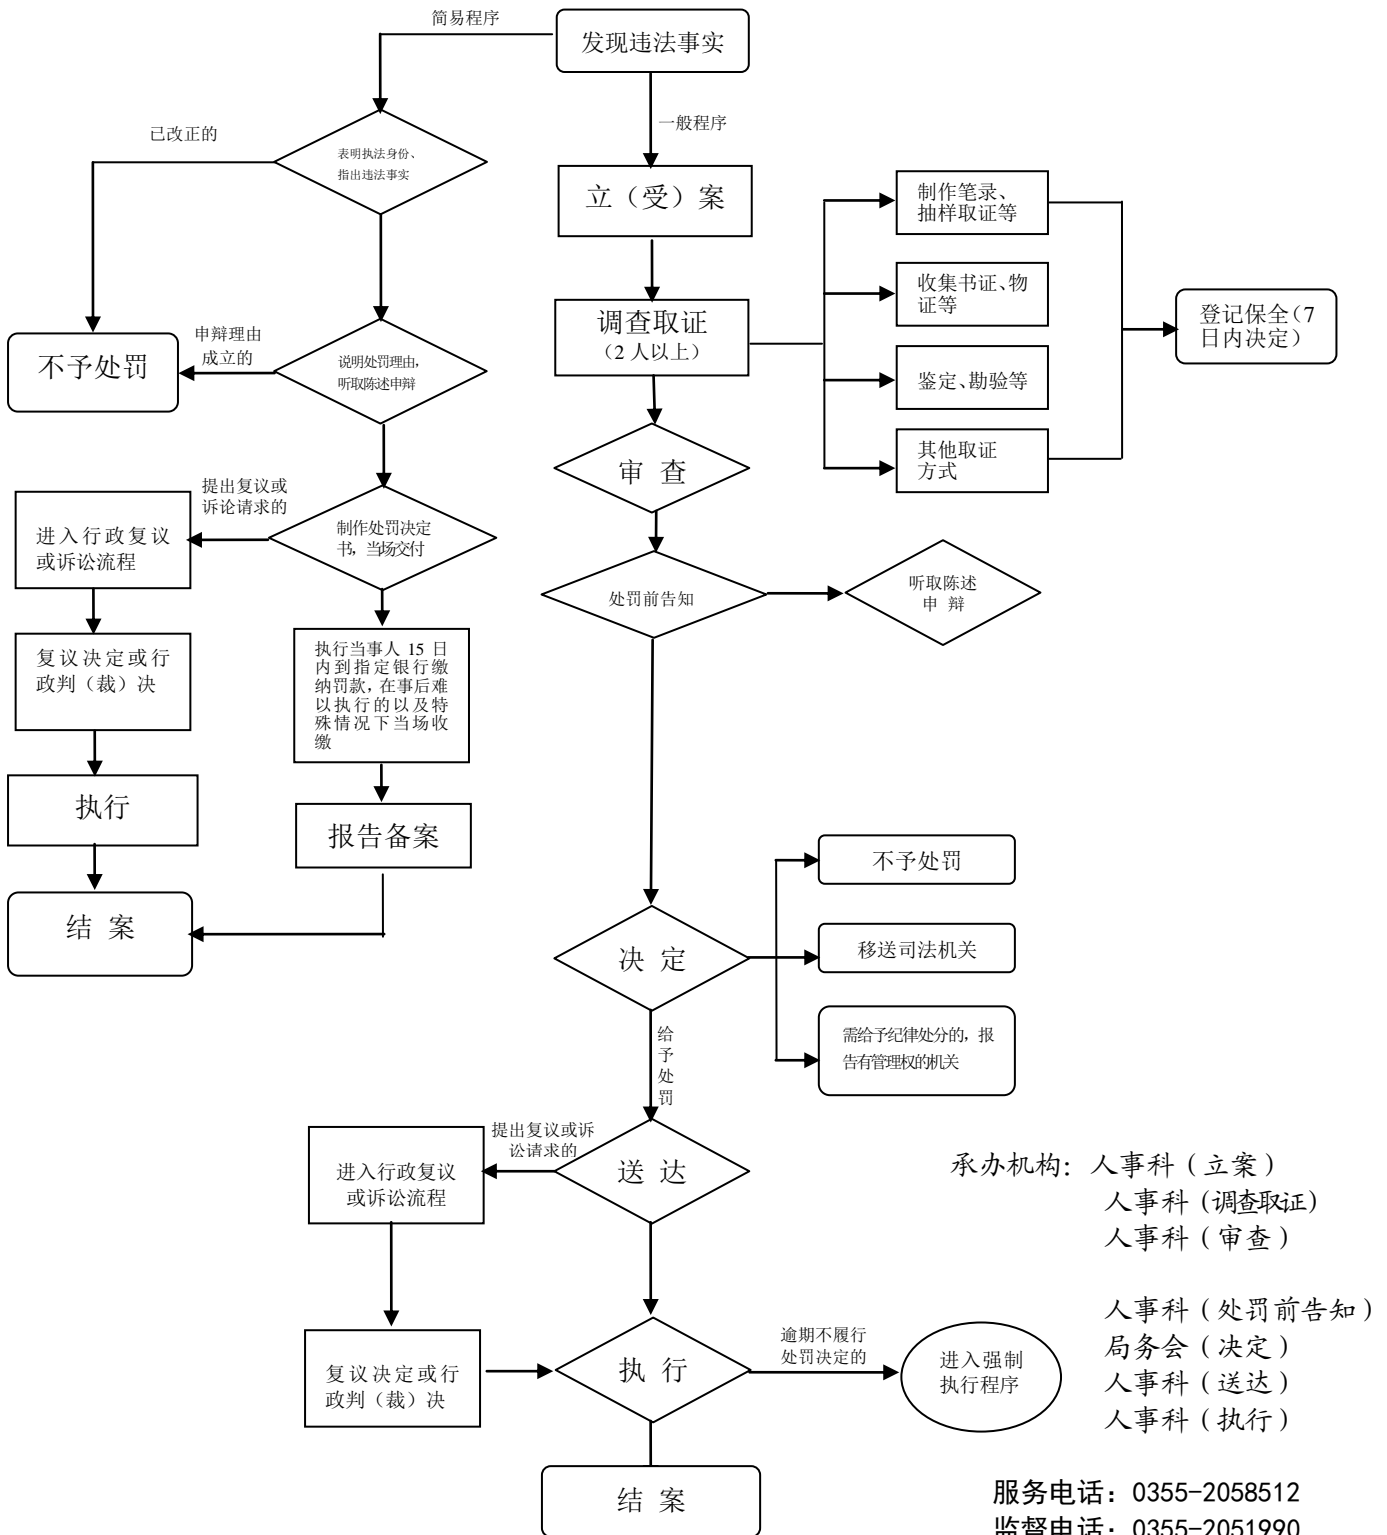 简易程序
发现违法事实
已改正的
一般程序
表明执法身份、
指出违法事实
立（受）案
制作笔录、
抽样取证等
收集书证、物
证等
登记保全（7
日内决定）
调查取证
（2 人以上）
申辩理由
成立的
不予处罚
说明处罚理由，
听取陈述申辩
鉴定、勘验等
其他取证
方式
审 查
提出复议或
诉论请求的
进入行政复议
或诉讼流程
制作处罚决定
书，当场交付
处罚前告知
听取陈述
申 辩
复议决定或行
政判（裁）决
执行当事人 15 日
内到指定银行缴
纳罚款，在事后难
以执行的以及特
殊情况下当场收
缴
执行
报告备案
不予处罚
结 案
决 定
移送司法机关
给
予
处
罚
需给予纪律处分的，报
告有管理权的机关
提出复议或诉
讼请求的
进入行政复议
或诉讼流程
送 达
承办机构：人事科（立案）
人事科（调查取证）
人事科（审查）
人事科（处罚前告知）
局务会（决定）
人事科（送达）
人事科（执行）
复议决定或行
政判（裁）决
执 行
逾期不履行
处罚决定的
进入强制
执行程序
结 案
服务电话：0355-2058512
监督电话：0355-2051990